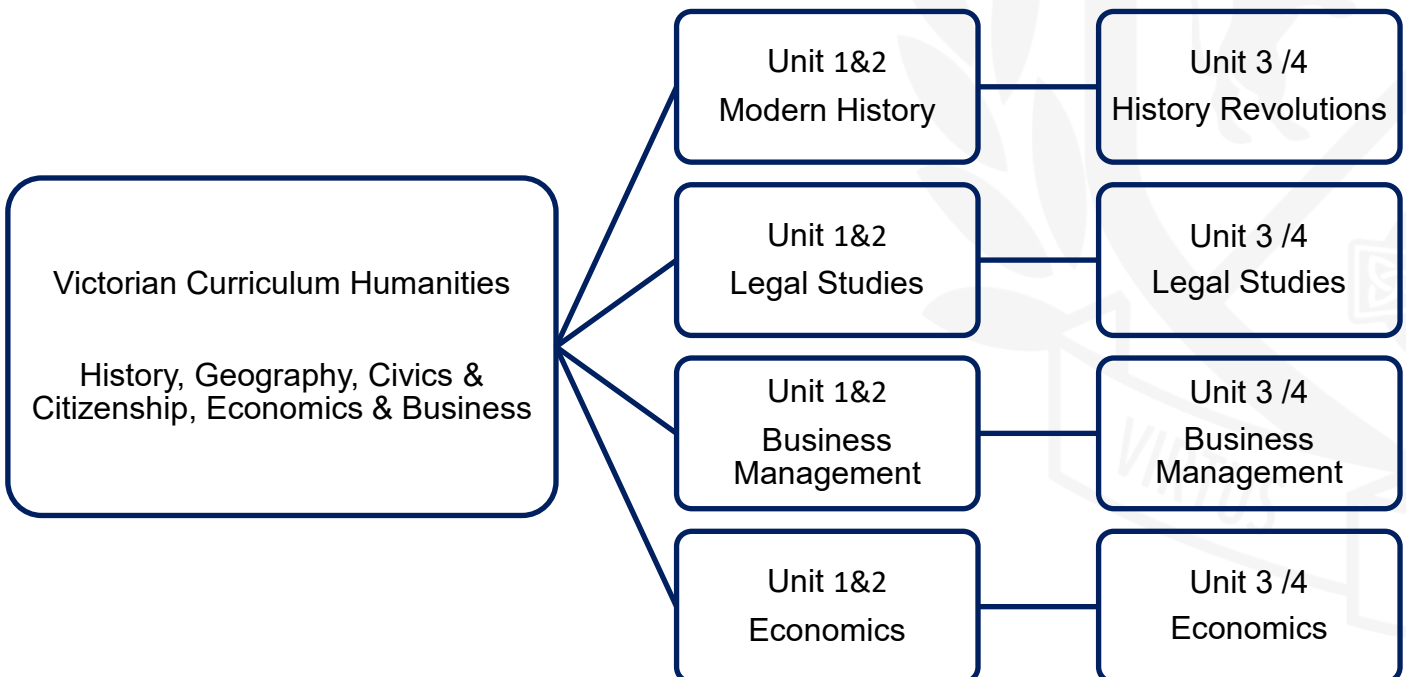 Victorian Curriculum Humanities
History, Geography, Civics &
Citizenship, Economics & Business
Unit 1&2
Modern History
Unit 3 /4
History Revolutions
Unit 1&2
Legal Studies
Unit 3 /4
Legal Studies
Unit 1&2
Business
Management
Unit 3 /4
Business
Management
Unit 1&2
Economics
Unit 3 /4
Economics
VIRTUS